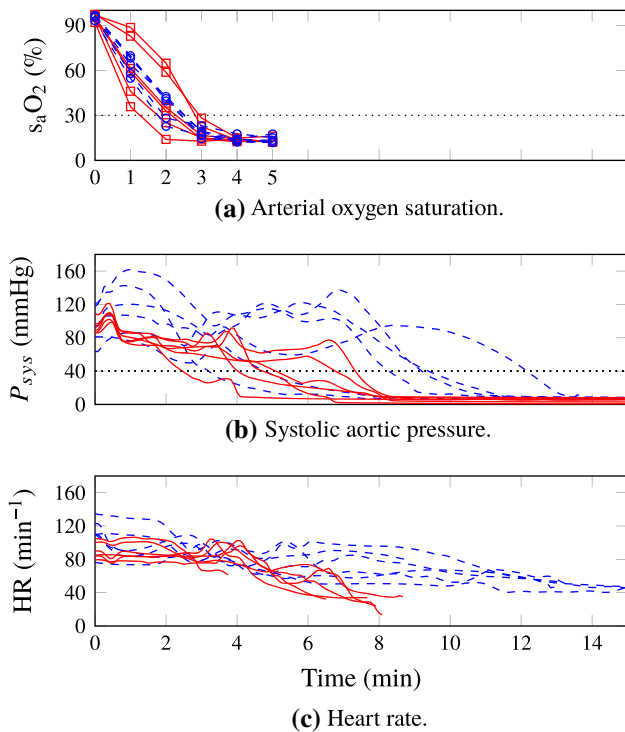 90
60
30
0
sₐO₂ (%)
0 1 2 3 4 5
(a) Arterial oxygen saturation.
160
120
80
40
0
P_sys (mmHg)
(b) Systolic aortic pressure.
160
120
80
40
0
HR (min⁻¹)
0 2 4 6 8 10 12 14
Time (min)
(c) Heart rate.